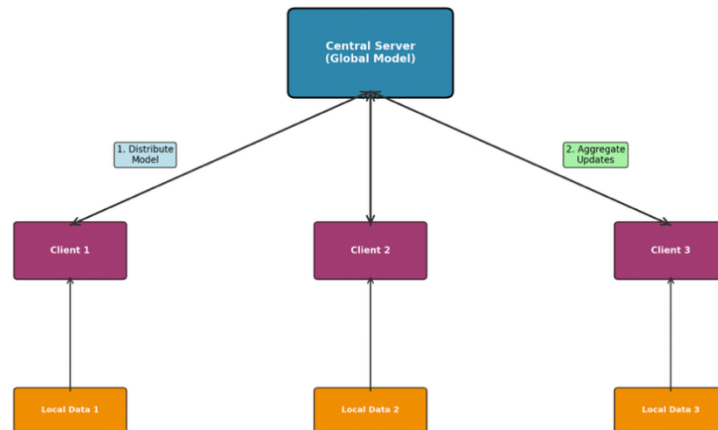 Central Server
(Global Model)
1. Distribute
Model
2. Aggregate
Updates
Client 1
Client 2
Client 3
Local Data 1
Local Data 2
Local Data 3